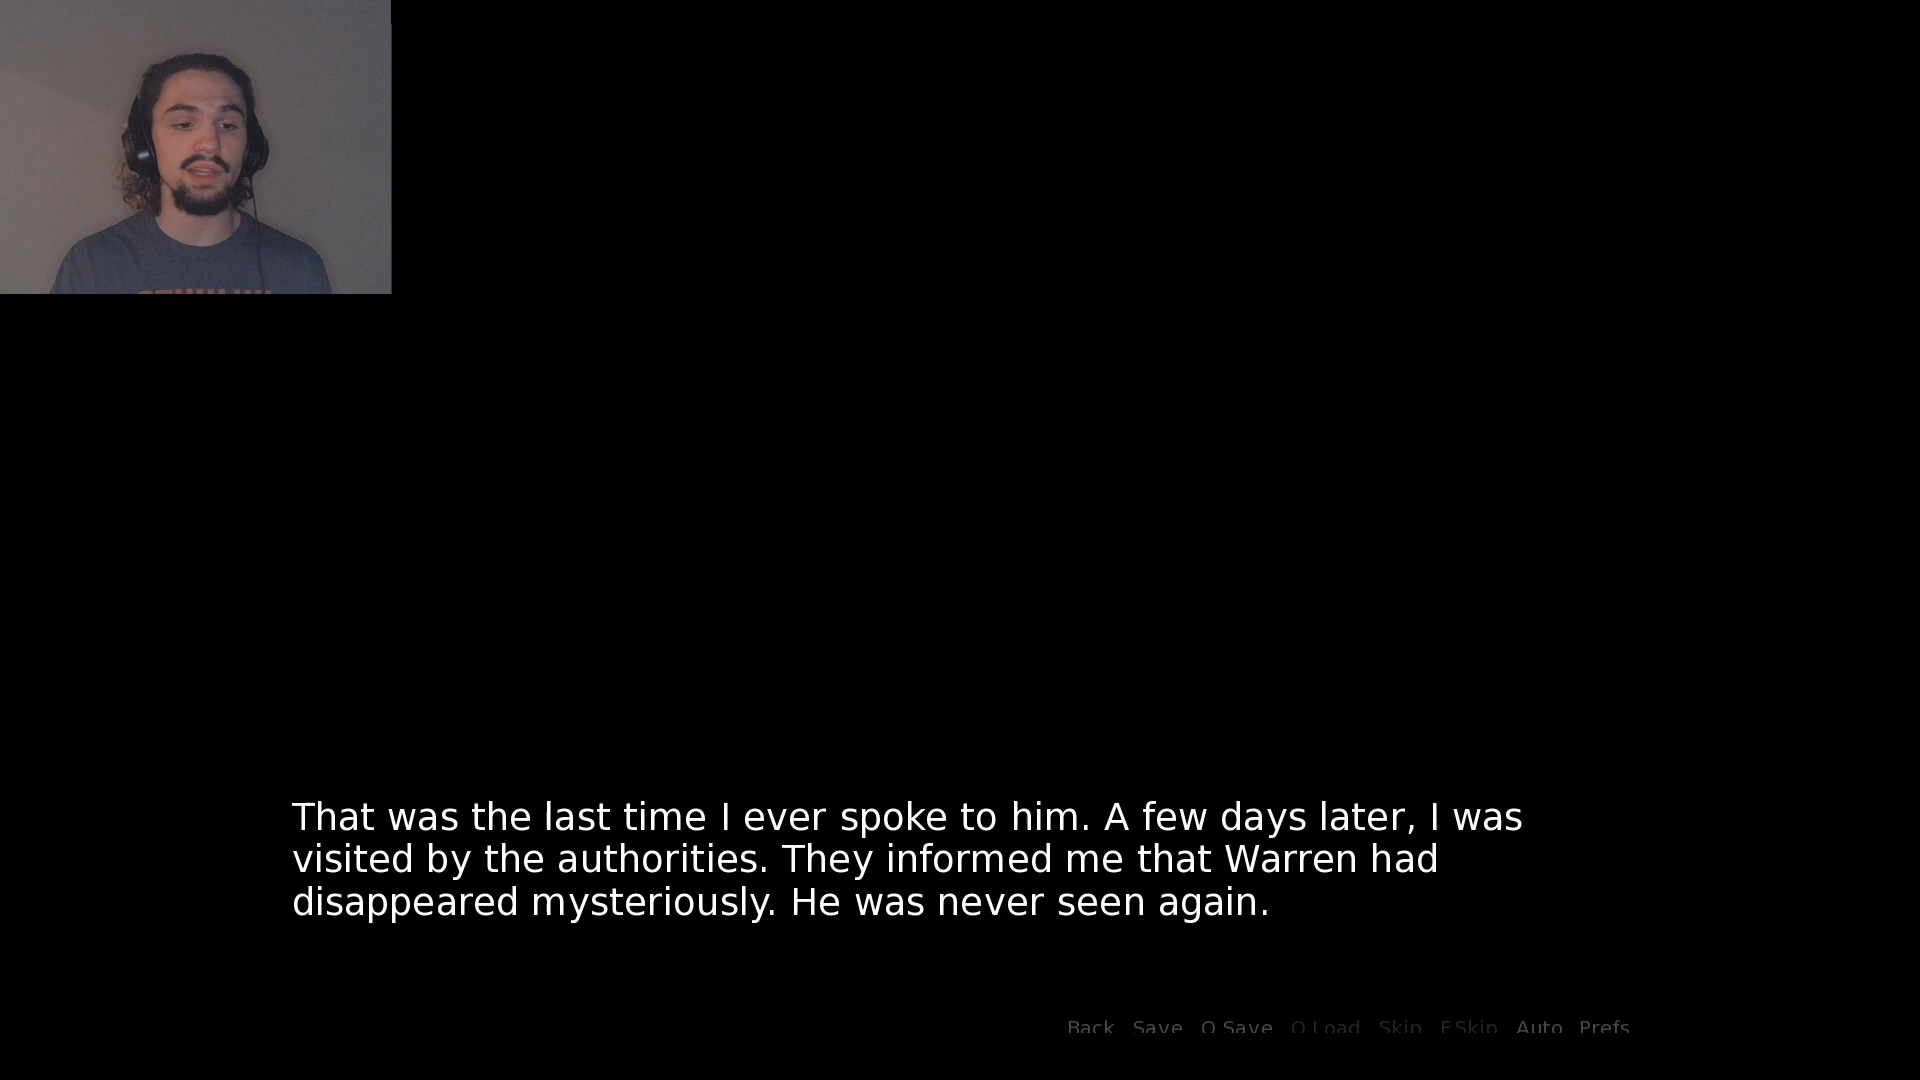 That was the last time I ever spoke to him. A few days later, I was
visited by the authorities. They informed me that Warren had
disappeared mysteriously. He was never seen again.
Back Save Q.Save Q.Load Skip F.Skip Auto Prefs